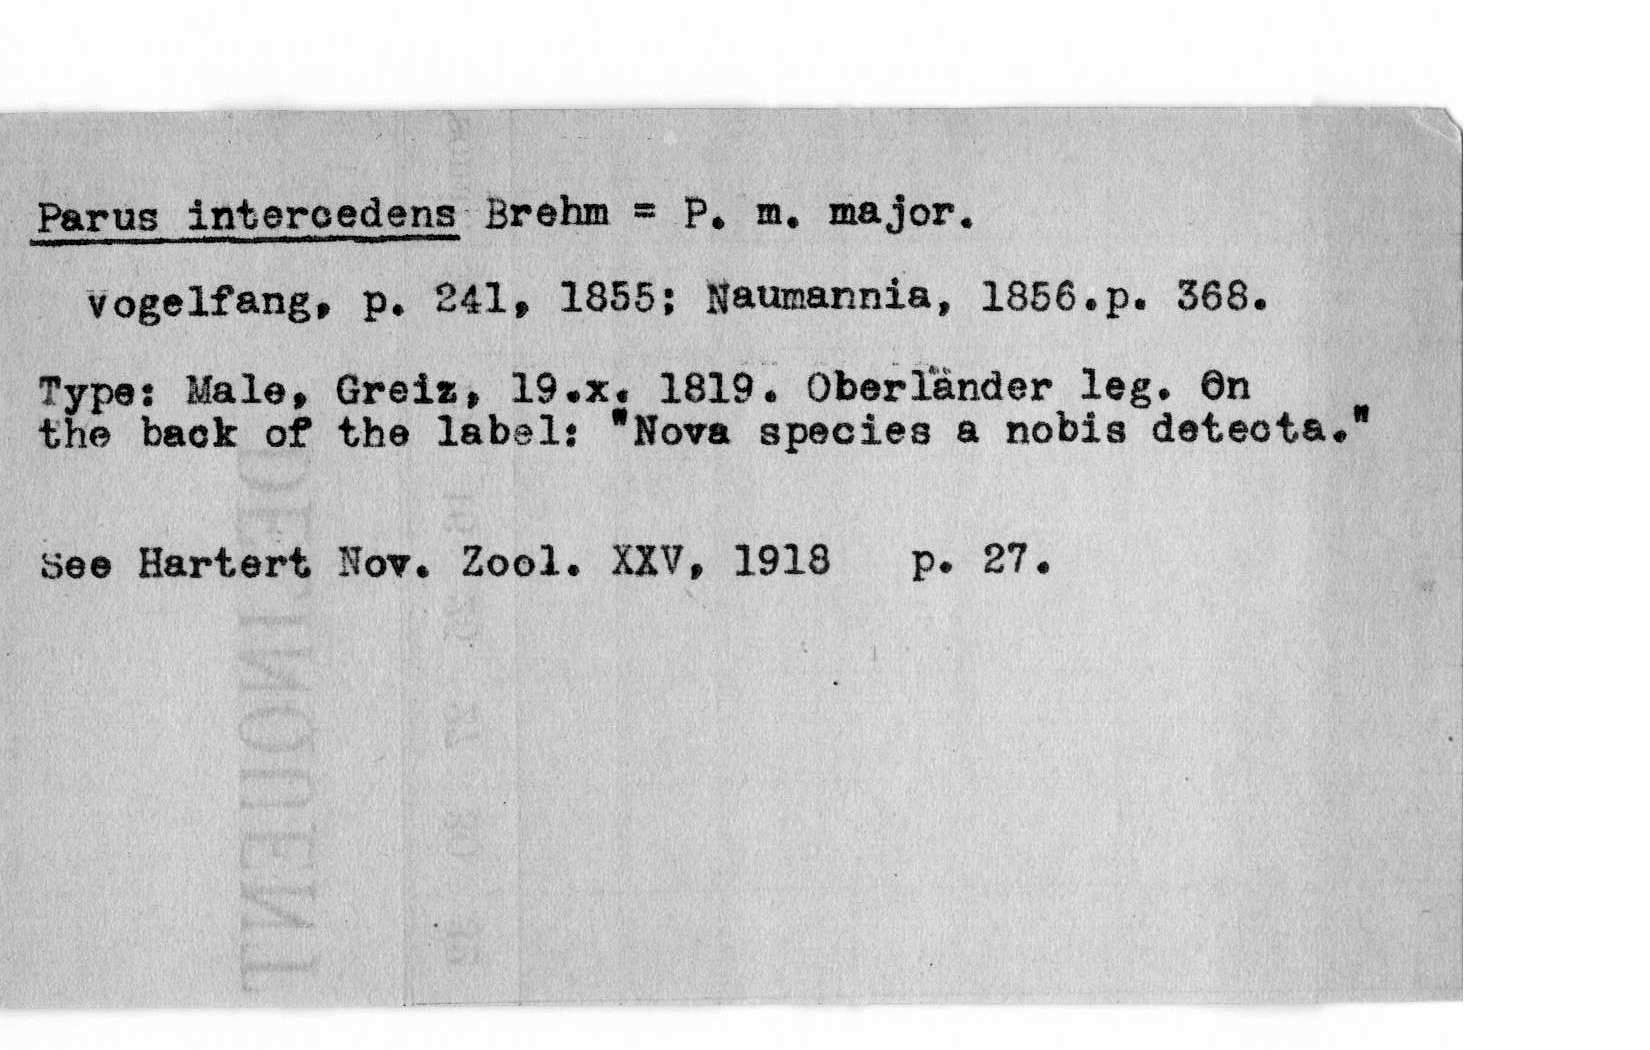 Parus intercedens Brehm = P. m. major.
Vogelfang, p. 241, 1855; Naumannia, 1856.p. 368.
Type: Male, Greiz, 19.x. 1819. Oberländer leg. On
the back of the label: "Nova species a nobis detecta."
See Hartert Nov. Zool. XXV, 1918 p. 27.